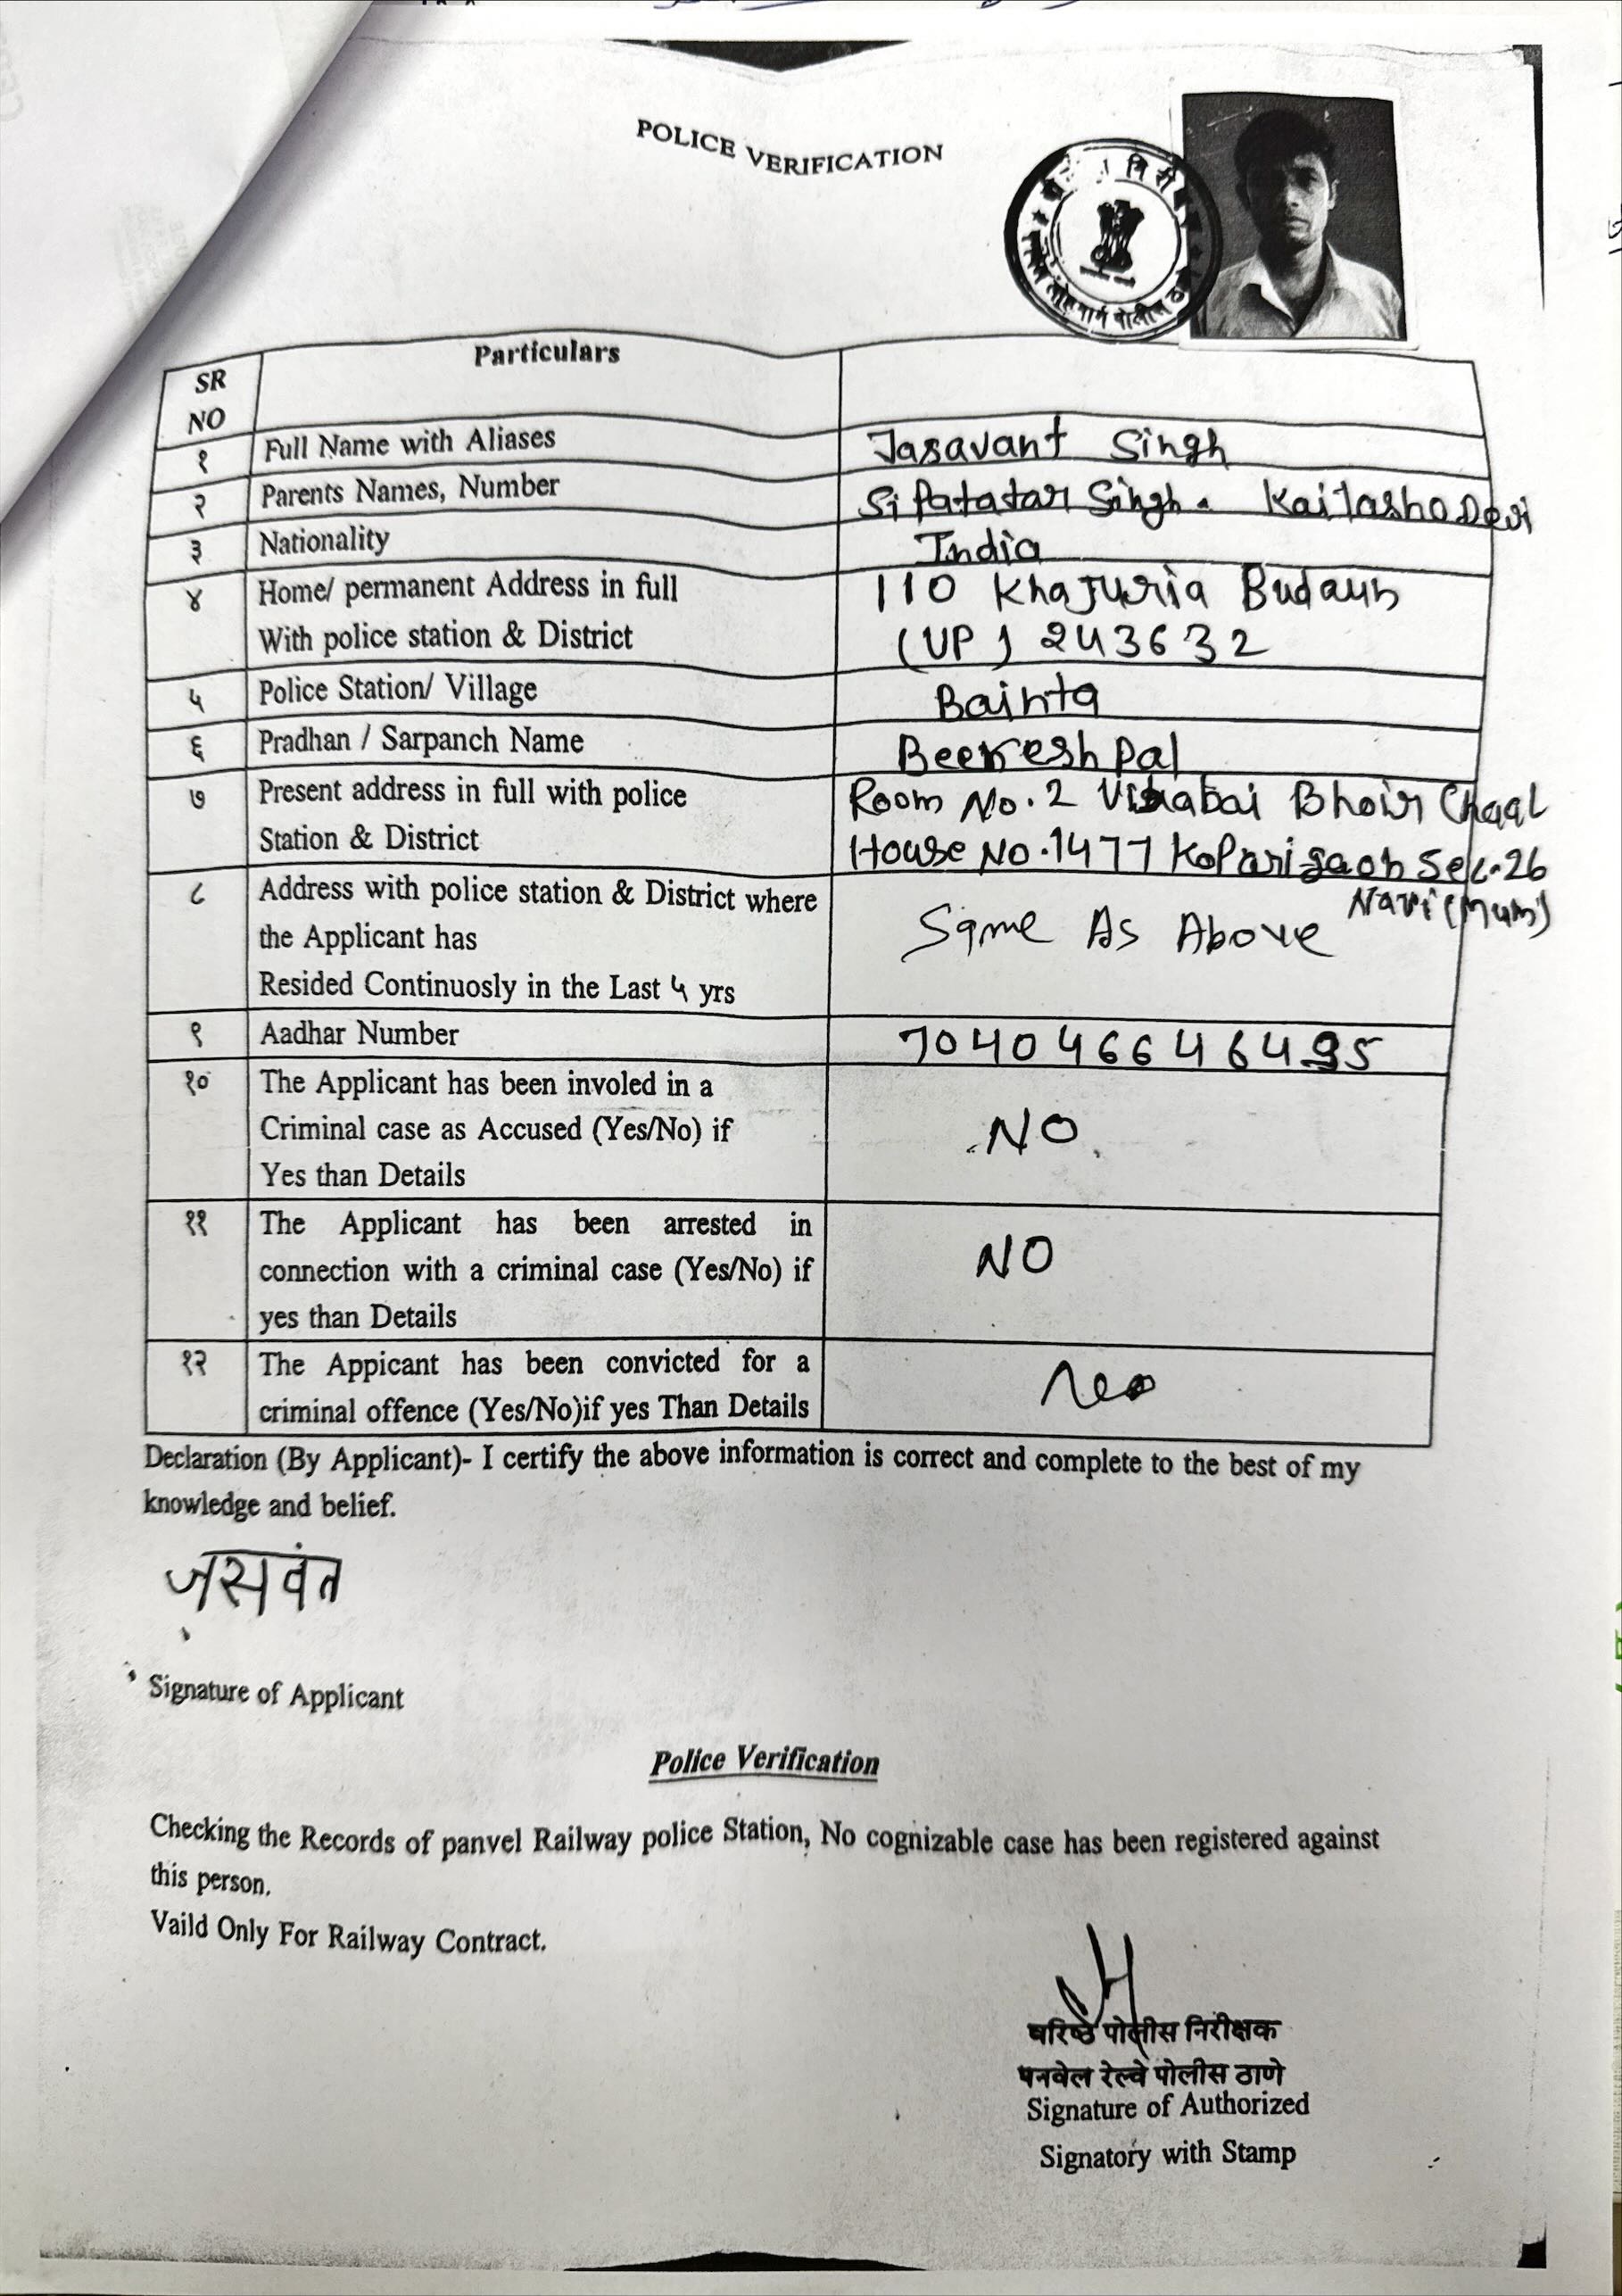 POLICE VERIFICATION
SR
NO
Particulars
१ Full Name with Aliases Jasavant Singh
२ Parents Names, Number Si Patatar Singh. Kailasho Devi
३ Nationality India
४ Home/ permanent Address in full 110 Khajuria Budaun
With police station & District (UP) 243632
५ Police Station/ Village Bainta
६ Pradhan / Sarpanch Name Beekesh pal
७ Present address in full with police Room No.2 Bhoir Chaal
Station & District House No.1477 Koparigaon Sec.26
Navi (Mum)
८ Address with police station & District where
the Applicant has Same As Above
Resided Continuosly in the Last ५ yrs
९ Aadhar Number 704046646495
१० The Applicant has been involed in a
Criminal case as Accused (Yes/No) if NO
Yes than Details
११ The Applicant has been arrested in
connection with a criminal case (Yes/No) if NO
yes than Details
१२ The Appicant has been convicted for a
criminal offence (Yes/No)if yes Than Details
Declaration (By Applicant)- I certify the above information is correct and complete to the best of my
knowledge and belief.
जसवंत
Signature of Applicant
Police Verification
Checking the Records of panvel Railway police Station, No cognizable case has been registered against
this person.
Vaild Only For Railway Contract.
वरिष्ठ पोलीस निरीक्षक
पनवेल रेल्वे पोलीस ठाणे
Signature of Authorized
Signatory with Stamp